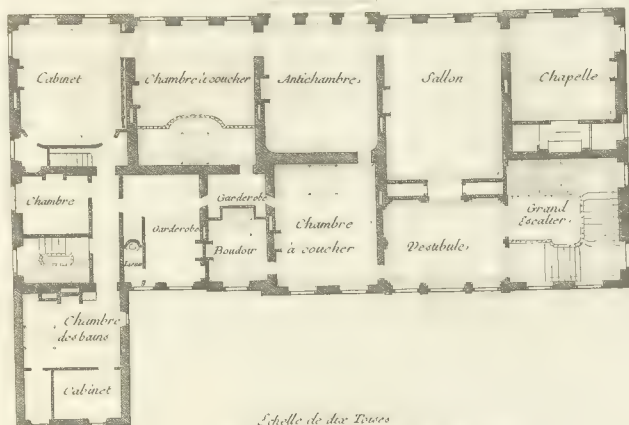 Cabinet
Chambre à coucher
Antichambre
Sallon
Chapelle
Chambre
Garderobe
Garderobe
Boudoir
Chambre
à coucher
Vestibule
Grand
Escalier
Chambre
des bains
Cabinet
Echelle de dix Toises